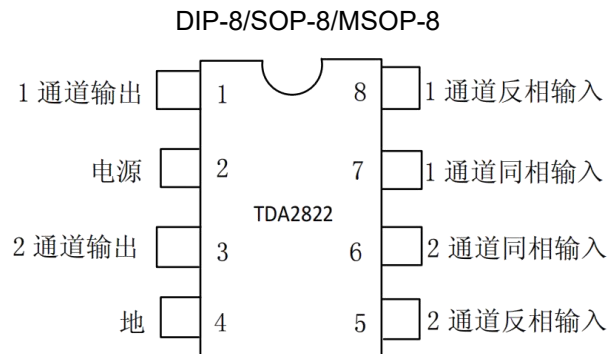 DIP-8/SOP-8/MSOP-8
1 通道输出 1 8 1 通道反相输入
电源 2 7 1 通道同相输入
TDA2822
2 通道输出 3 6 2 通道同相输入
地 4 5 2 通道反相输入